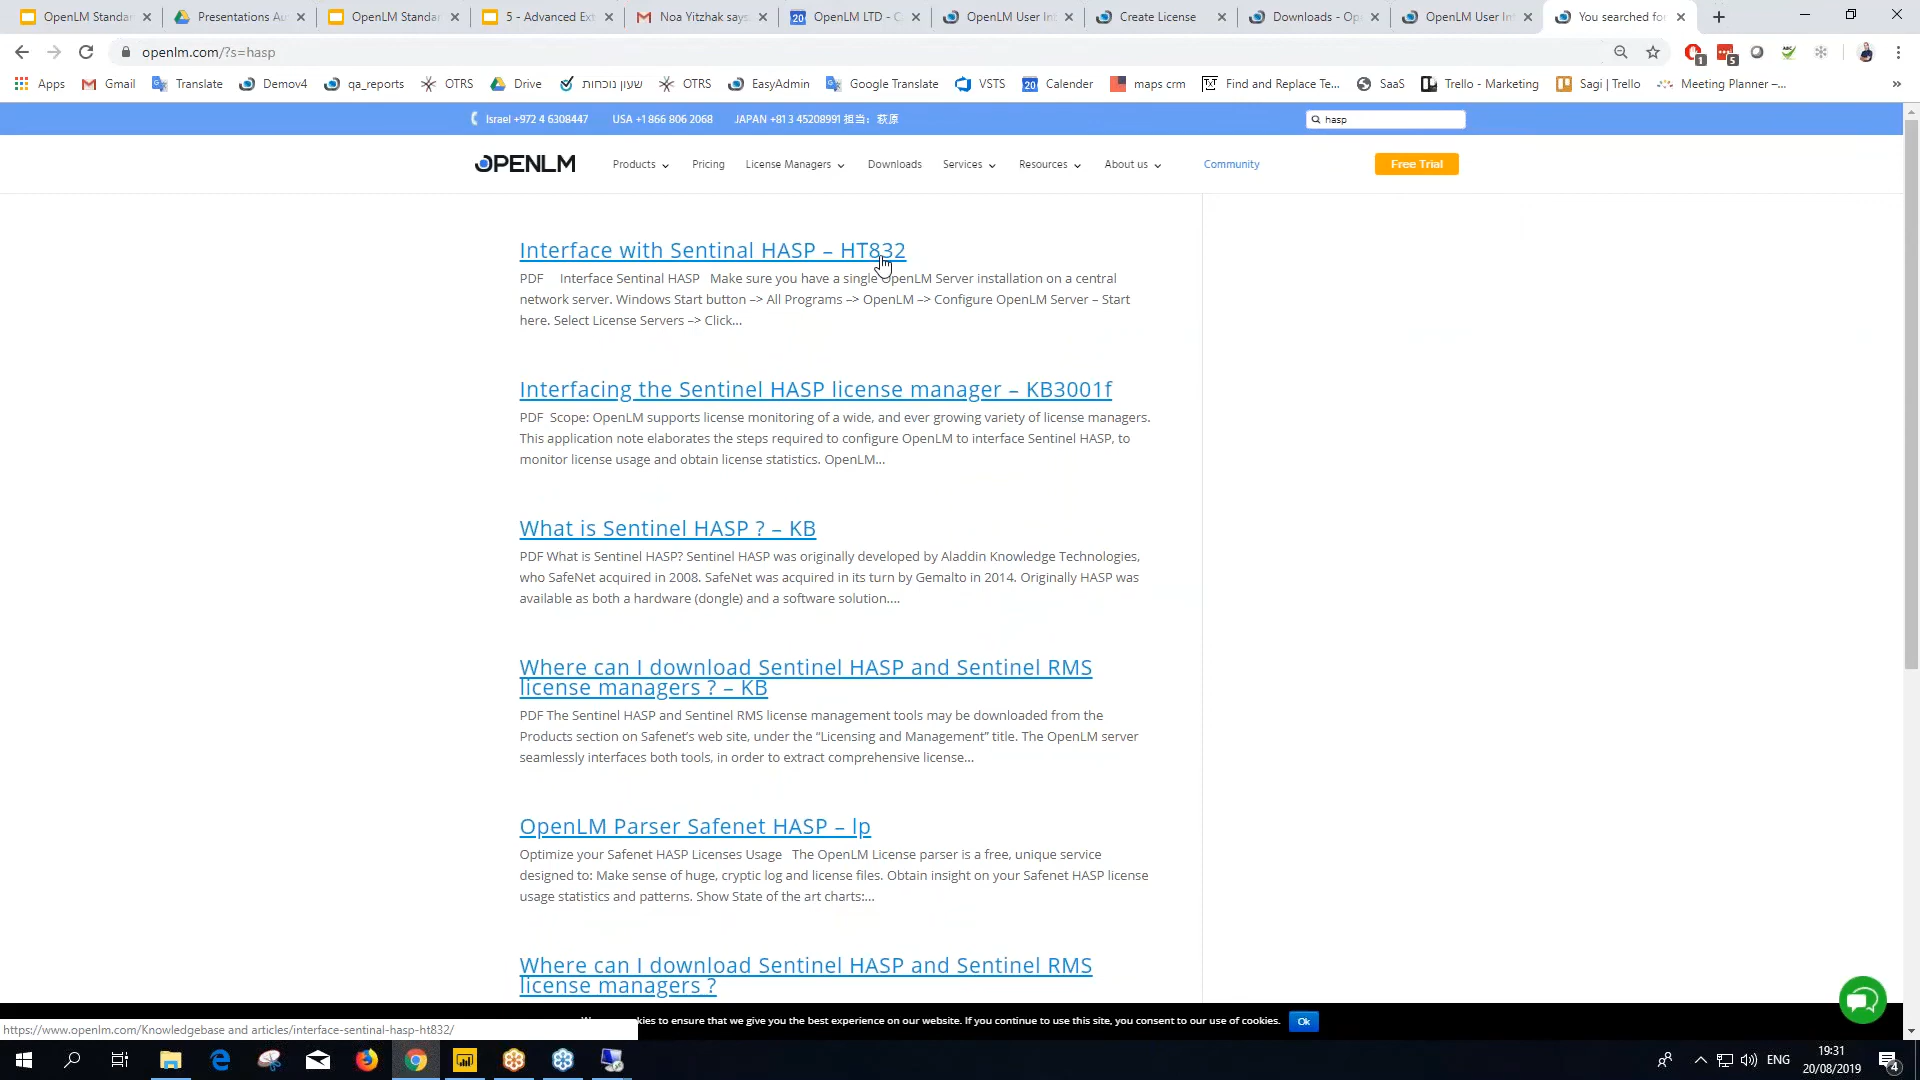 OpenLM Standar
Presentations Au
OpenLM Standar
5 - Advanced Ext
Noa Yitzhak says
OpenLM LTD - C
OpenLM User In
Create License
Downloads - Op
OpenLM User In
You searched for
openlm.com/?s=hasp
Apps
Gmail
Translate
Demov4
qa_reports
OTRS
Drive
שעון נוכחות
OTRS
EasyAdmin
Google Translate
VSTS
Calender
maps crm
Find and Replace Te...
SaaS
Trello - Marketing
Sagi | Trello
Meeting Planner –...
»
Israel +972 4 6308447
USA +1 866 806 2068
JAPAN +81 3 45208991 担当：萩原
hasp
OPENLM
Products
Pricing
License Managers
Downloads
Services
Resources
About us
Community
Free Trial
Interface with Sentinal HASP – HT832
PDF Interface Sentinal HASP Make sure you have a single OpenLM Server installation on a central
network server. Windows Start button –> All Programs –> OpenLM –> Configure OpenLM Server – Start
here. Select License Servers –> Click...
Interfacing the Sentinel HASP license manager – KB3001f
PDF Scope: OpenLM supports license monitoring of a wide, and ever growing variety of license managers.
This application note elaborates the steps required to configure OpenLM to interface Sentinel HASP, to
monitor license usage and obtain license statistics. OpenLM...
What is Sentinel HASP ? – KB
PDF What is Sentinel HASP? Sentinel HASP was originally developed by Aladdin Knowledge Technologies,
who SafeNet acquired in 2008. SafeNet was acquired in its turn by Gemalto in 2014. Originally HASP was
available as both a hardware (dongle) and a software solution....
Where can I download Sentinel HASP and Sentinel RMS
license managers ? – KB
PDF The Sentinel HASP and Sentinel RMS license management tools may be downloaded from the
Products section on Safenet's web site, under the “Licensing and Management” title. The OpenLM server
seamlessly interfaces both tools, in order to extract comprehensive license...
OpenLM Parser Safenet HASP – lp
Optimize your Safenet HASP Licenses Usage The OpenLM License parser is a free, unique service
designed to: Make sense of huge, cryptic log and license files. Obtain insight on your Safenet HASP license
usage statistics and patterns. Show State of the art charts:...
Where can I download Sentinel HASP and Sentinel RMS
license managers ?
kies to ensure that we give you the best experience on our website. If you continue to use this site, you consent to our use of cookies.
Ok
https://www.openlm.com/Knowledgebase and articles/interface-sentinal-hasp-ht832/
ENG
19:31
20/08/2019
4